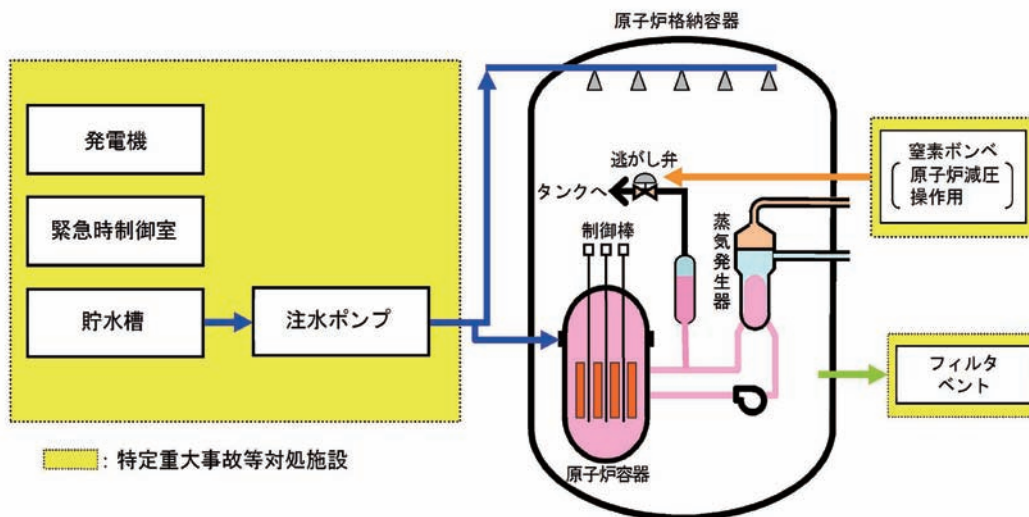 原子炉格納容器
発電機
緊急時制御室
貯水槽
注水ポンプ
逃がし弁
タンクへ
制御棒
蒸気発生器
原子炉容器
窒素ボンベ
原子炉減圧
操作用
フィルタ
ベント
：特定重大事故等対処施設